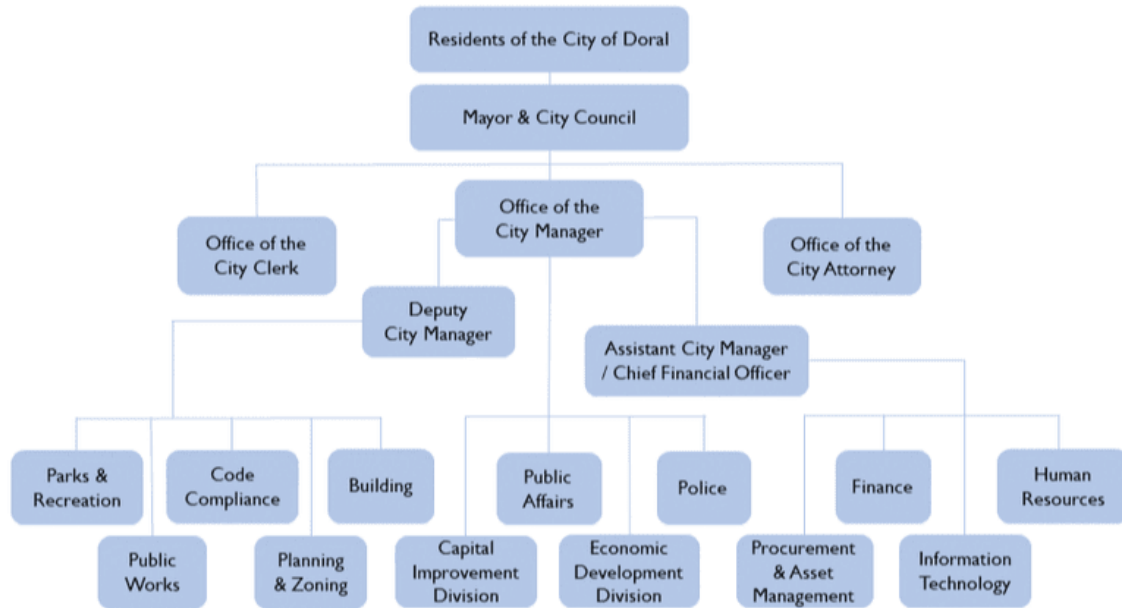 Residents of the City of Doral
Mayor & City Council
Office of the
City Manager
Office of the
City Clerk
Office of the
City Attorney
Deputy
City Manager
Assistant City Manager
/ Chief Financial Officer
Parks &
Recreation
Code
Compliance
Building
Public
Affairs
Police
Finance
Human
Resources
Public
Works
Planning
& Zoning
Capital
Improvement
Division
Economic
Development
Division
Procurement
& Asset
Management
Information
Technology